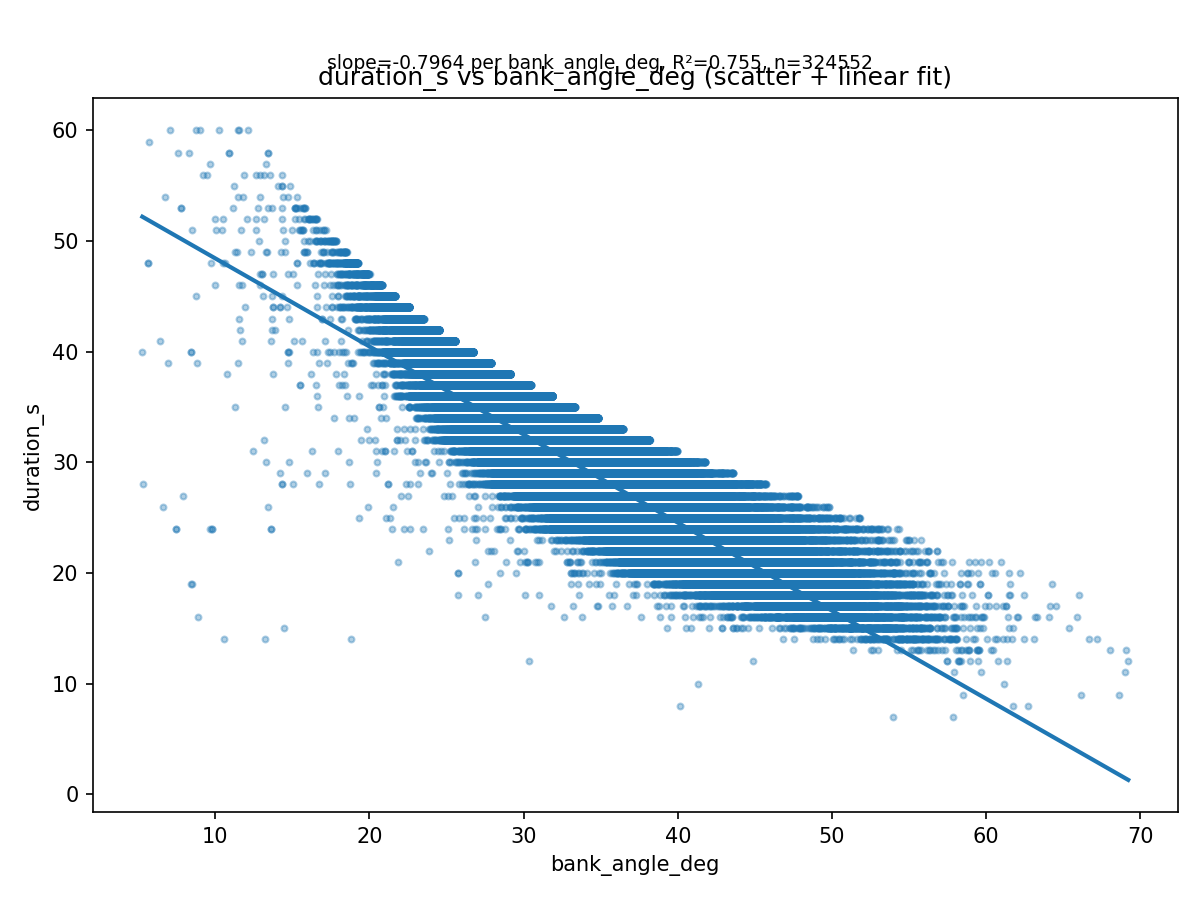 slope=-0.7964 per bank_angle_deg, R²=0.755, n=324552
duration_s vs bank_angle_deg (scatter + linear fit)
60
50
40
30
20
10
0
duration_s
10 20 30 40 50 60 70
bank_angle_deg